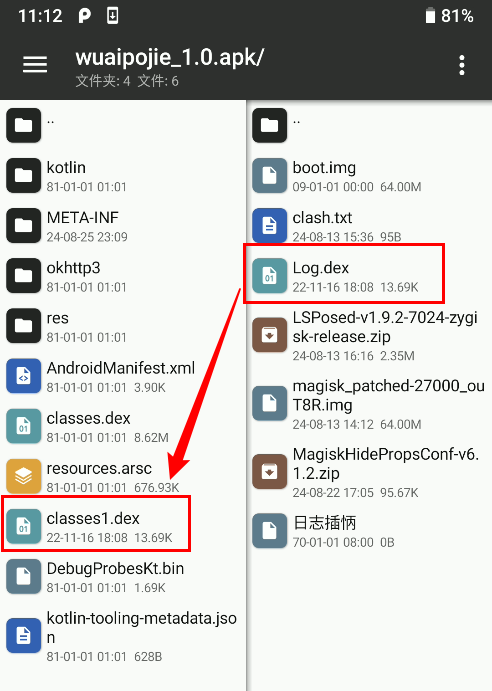 11:12
81%
wuaipojie_1.0.apk/
文件夹: 4 文件: 6
..
kotlin
81-01-01 01:01
META-INF
24-08-25 23:09
okhttp3
81-01-01 01:01
res
81-01-01 01:01
AndroidManifest.xml
81-01-01 01:01 3.90K
classes.dex
81-01-01 01:01 8.62M
resources.arsc
81-01-01 01:01 676.93K
01
classes1.dex
22-11-16 18:08 13.69K
DebugProbesKt.bin
81-01-01 01:01 1.69K
kotlin-tooling-metadata.jso
n
81-01-01 01:01 628B
..
boot.img
09-01-01 00:00 64.00M
clash.txt
24-08-13 15:36 95B
01
Log.dex
22-11-16 18:08 13.69K
LSPosed-v1.9.2-7024-zygi
sk-release.zip
24-08-13 16:16 2.35M
magisk_patched-27000_ou
T8R.img
24-08-13 14:12 64.00M
MagiskHidePropsConf-v6.
1.2.zip
24-08-22 17:05 95.67K
日志插桩
70-01-01 08:00 0B